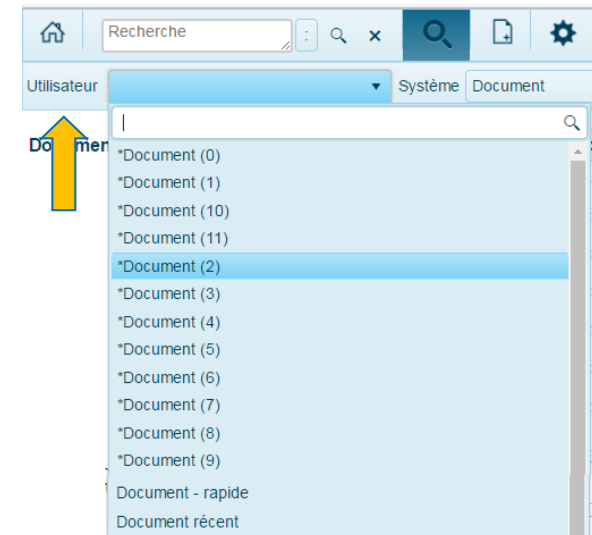 Recherche :
Utilisateur Système Document
Documen
*Document (0)
*Document (1)
*Document (10)
*Document (11)
*Document (2)
*Document (3)
*Document (4)
*Document (5)
*Document (6)
*Document (7)
*Document (8)
*Document (9)
Document - rapide
Document récent